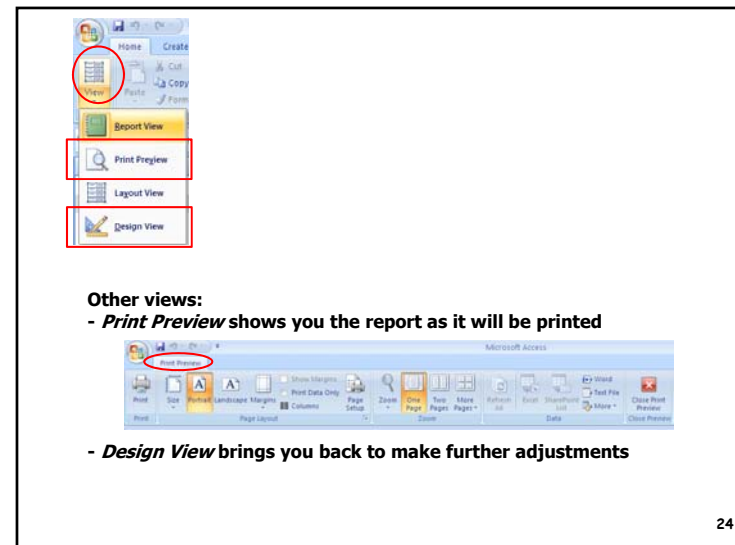 Home Create
Cut
Copy
View Paste Form
Report View
Print Preview
Layout View
Design View
Other views:
- Print Preview shows you the report as it will be printed
Microsoft Access
Print Preview
Show Margins
Print Data Only
Columns
Print Size Portrait Landscape Margins Page Setup Zoom One Page Two Pages More Pages Refresh All Excel SharePoint List Word Text File More Close Print Preview
Print Page Layout Zoom Data Close Preview
- Design View brings you back to make further adjustments
24